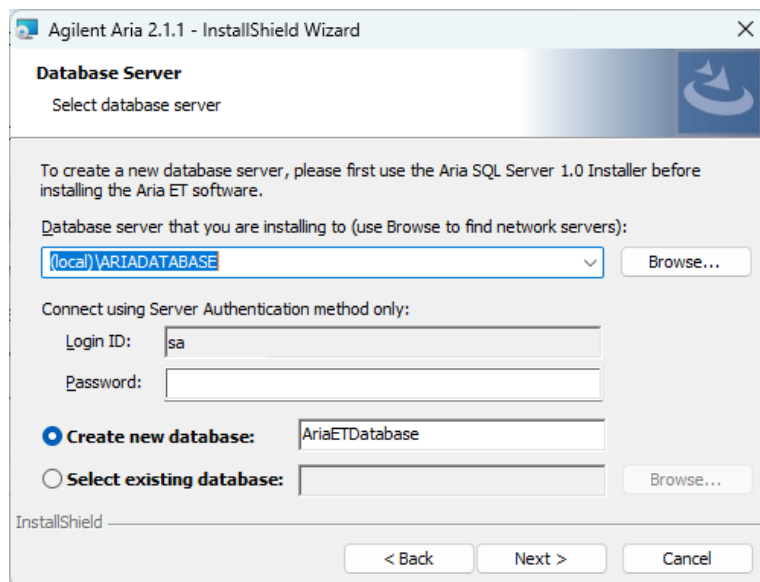 Agilent Aria 2.1.1 - InstallShield Wizard
Database Server
Select database server
To create a new database server, please first use the Aria SQL Server 1.0 Installer before
installing the Aria ET software.
Database server that you are installing to (use Browse to find network servers):
(local)\ARIADATABASE
Browse...
Connect using Server Authentication method only:
Login ID:
sa
Password:
Create new database:
AriaETDatabase
Select existing database:
Browse...
InstallShield
< Back
Next >
Cancel